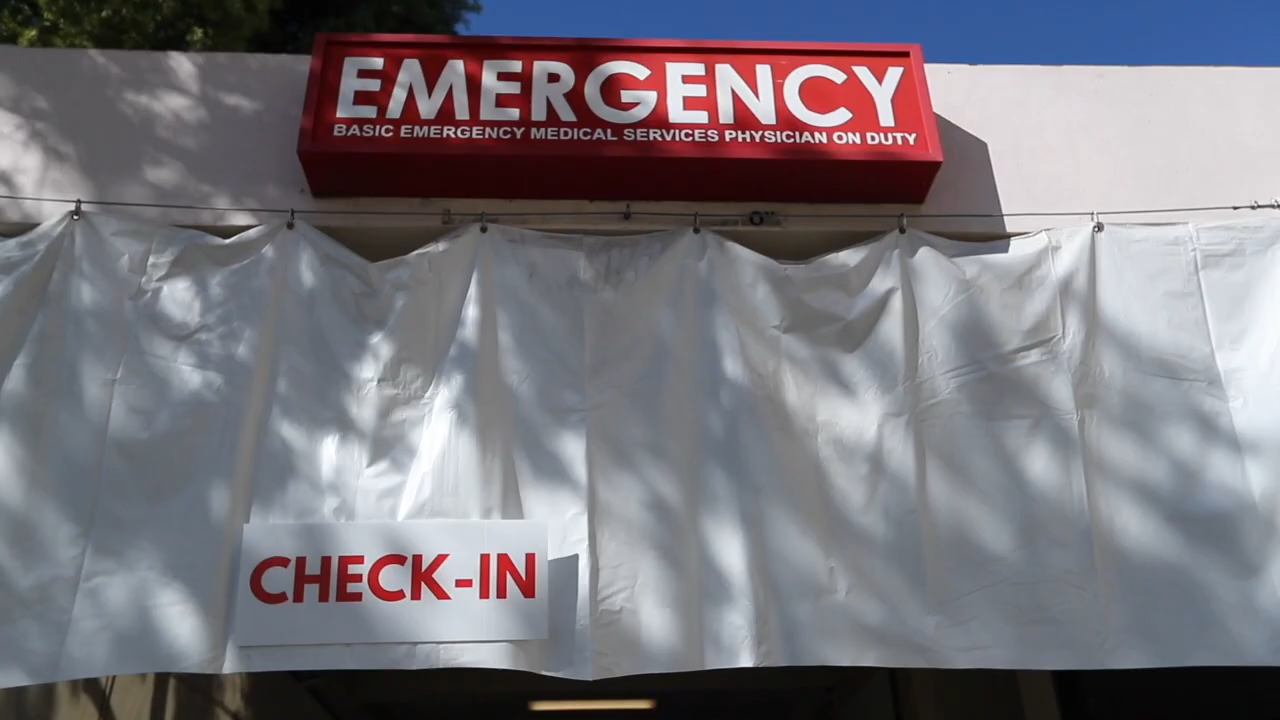 EMERGENCY
BASIC EMERGENCY MEDICAL SERVICES PHYSICIAN ON DUTY
CHECK-IN